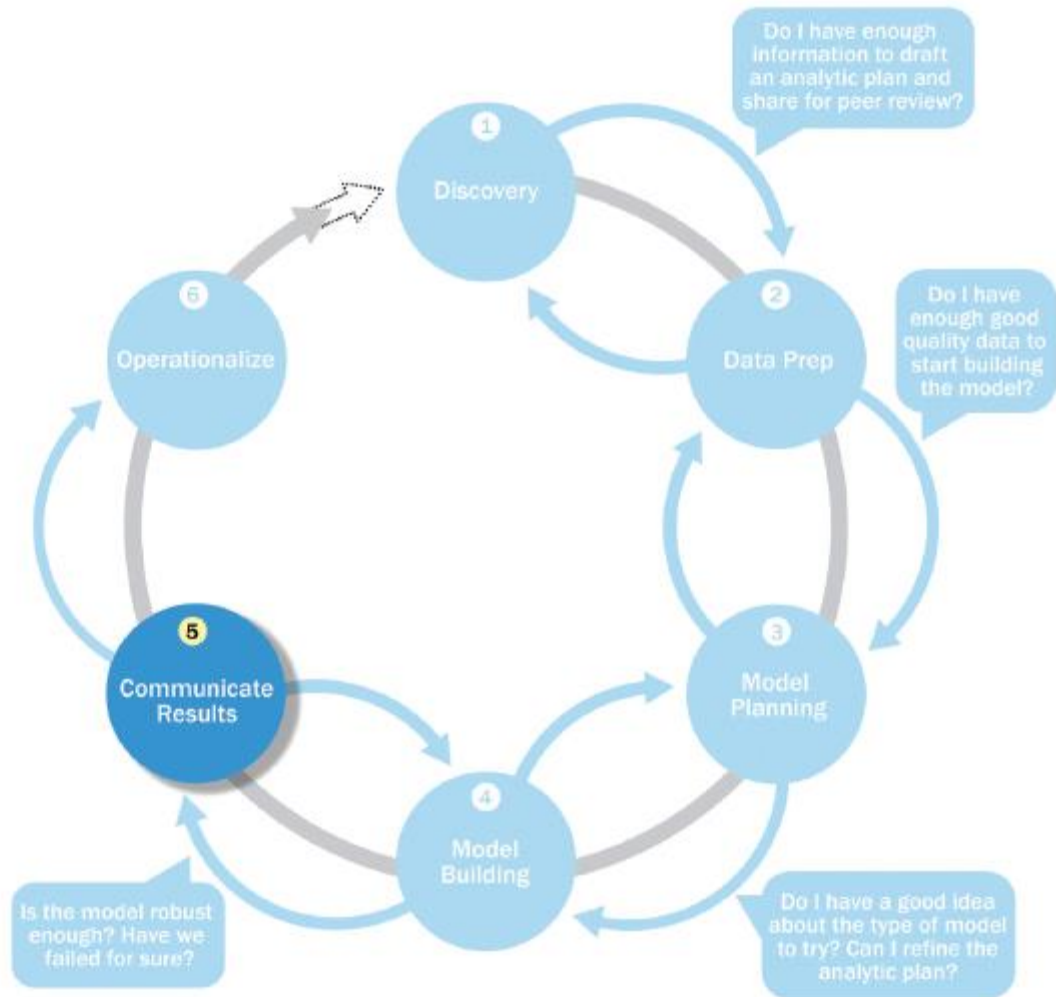 Do I have enough
information to draft
an analytic plan and
share for peer review?
1
Discovery
2
Data Prep
Do I have
enough good
quality data to
start building
the model?
3
Model
Planning
Do I have a good idea
about the type of model
to try? Can I refine the
analytic plan?
4
Model
Building
Is the model robust
enough? Have we
failed for sure?
5
Communicate
Results
6
Operationalize